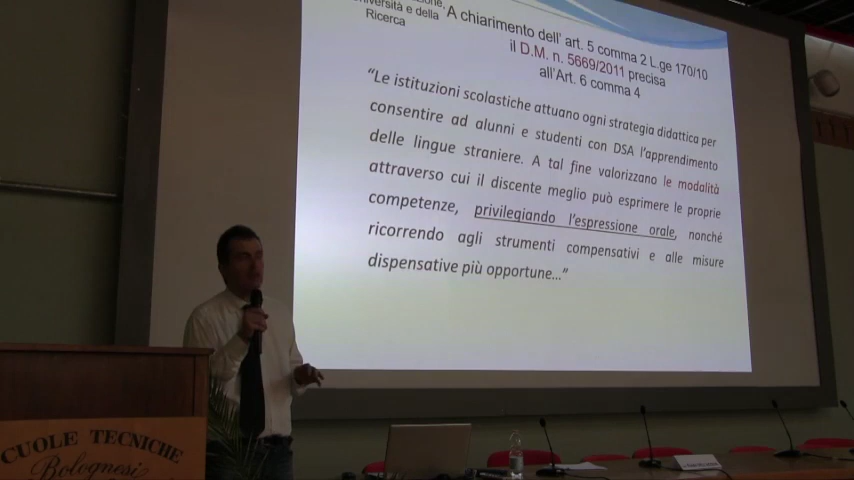 Università e della
Ricerca
A chiarimento dell' art. 5 comma 2 L.ge 170/10
il D.M. n. 5669/2011 precisa
all'Art. 6 comma 4
“Le istituzioni scolastiche attuano ogni strategia didattica per
consentire ad alunni e studenti con DSA l'apprendimento
delle lingue straniere. A tal fine valorizzano le modalità
attraverso cui il discente meglio può esprimere le proprie
competenze, privilegiando l'espressione orale, nonché
ricorrendo agli strumenti compensativi e alle misure
dispensative più opportune...”
CUOLE TECNICHE
Bolognesi